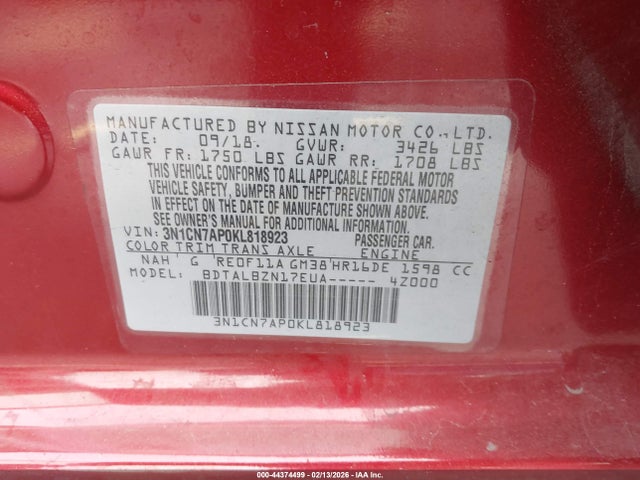 MANUFACTURED BY NISSAN MOTOR CO., LTD.
DATE: 09/18. GVWR: 3426 LBS
GAWR FR: 1750 LBS GAWR RR: 1708 LBS
THIS VEHICLE CONFORMS TO ALL APPLICABLE FEDERAL MOTOR
VEHICLE SAFETY, BUMPER AND THEFT PREVENTION STANDARDS
IN EFFECT ON THE DATE OF MANUFACTURE SHOWN ABOVE.
SEE OWNER'S MANUAL FOR ADDITIONAL INFORMATION.
VIN: 3N1CN7AP0KL818923 PASSENGER CAR.
COLOR TRIM TRANS AXLE ENGINE
NAH G RE0F11A GM38 HR16DE 1598 CC
MODEL: BDTALBZN17EUA----- 4Z000
3N1CN7AP0KL818923
000-44374499 - 02/13/2026 - © IAA, Inc.